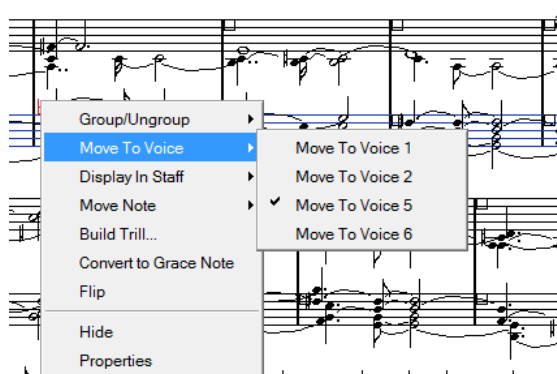 Group/Ungroup
Move To Voice
Display In Staff
Move Note
Build Trill...
Convert to Grace Note
Flip
Hide
Properties
Move To Voice 1
Move To Voice 2
Move To Voice 5
Move To Voice 6